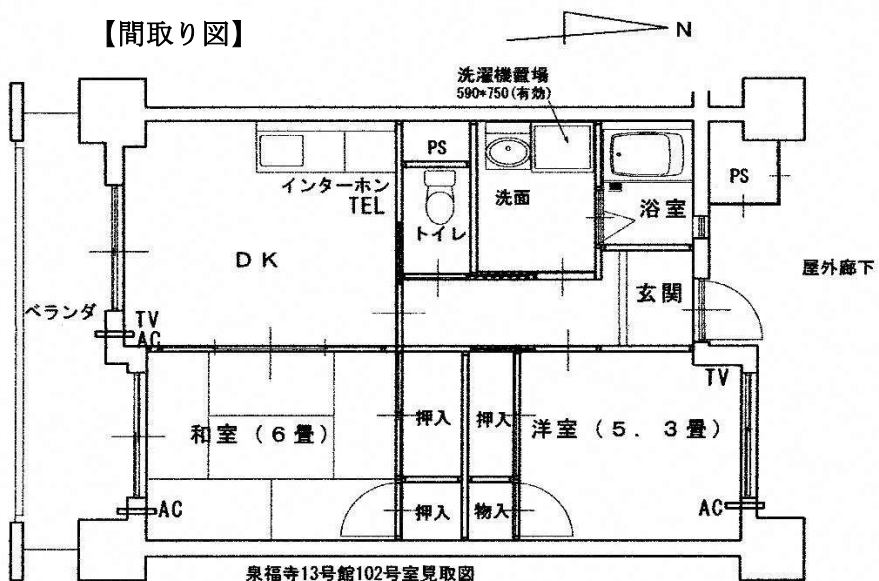 【間取り図】
N
洗濯機置場
590*750(有効)
PS
インターホン
TEL
洗面
トイレ
浴室
PS
DK
玄関
屋外廊下
ベランダ
TV
AC
TV
和室(6畳)
押入
押入
洋室(5.3畳)
AC
押入
物入
AC
泉福寺13号館102号室見取図